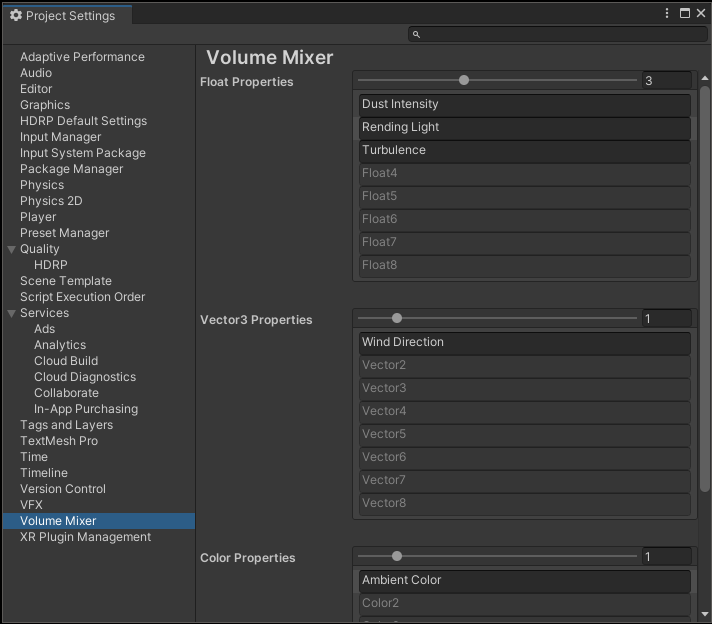 Project Settings
Adaptive Performance
Audio
Editor
Graphics
HDRP Default Settings
Input Manager
Input System Package
Package Manager
Physics
Physics 2D
Player
Preset Manager
Quality
HDRP
Scene Template
Script Execution Order
Services
Ads
Analytics
Cloud Build
Cloud Diagnostics
Collaborate
In-App Purchasing
Tags and Layers
TextMesh Pro
Time
Timeline
Version Control
VFX
Volume Mixer
XR Plugin Management
Volume Mixer
Float Properties
3
Dust Intensity
Rending Light
Turbulence
Float4
Float5
Float6
Float7
Float8
Vector3 Properties
1
Wind Direction
Vector2
Vector3
Vector4
Vector5
Vector6
Vector7
Vector8
Color Properties
1
Ambient Color
Color2